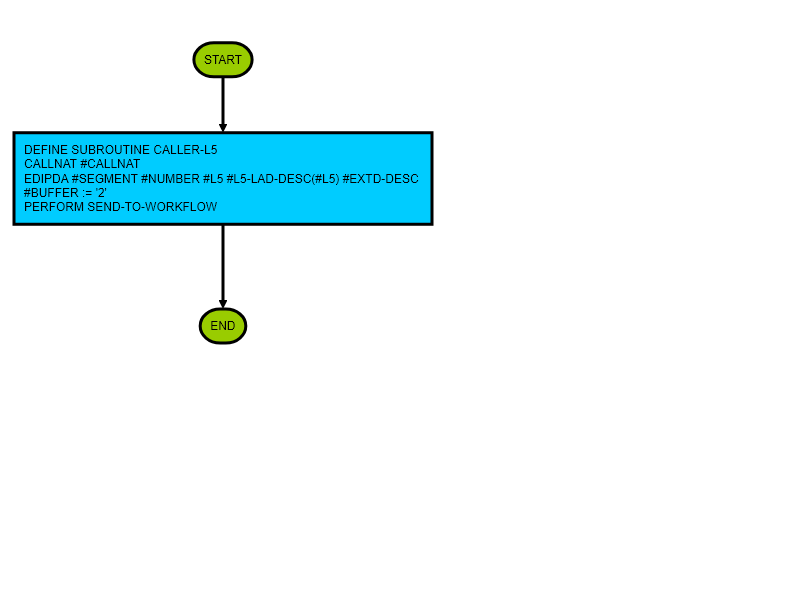 START
DEFINE SUBROUTINE CALLER-L5
CALLNAT #CALLNAT
EDIPDA #SEGMENT #NUMBER #L5 #L5-LAD-DESC(#L5) #EXTD-DESC
#BUFFER := '2'
PERFORM SEND-TO-WORKFLOW
END